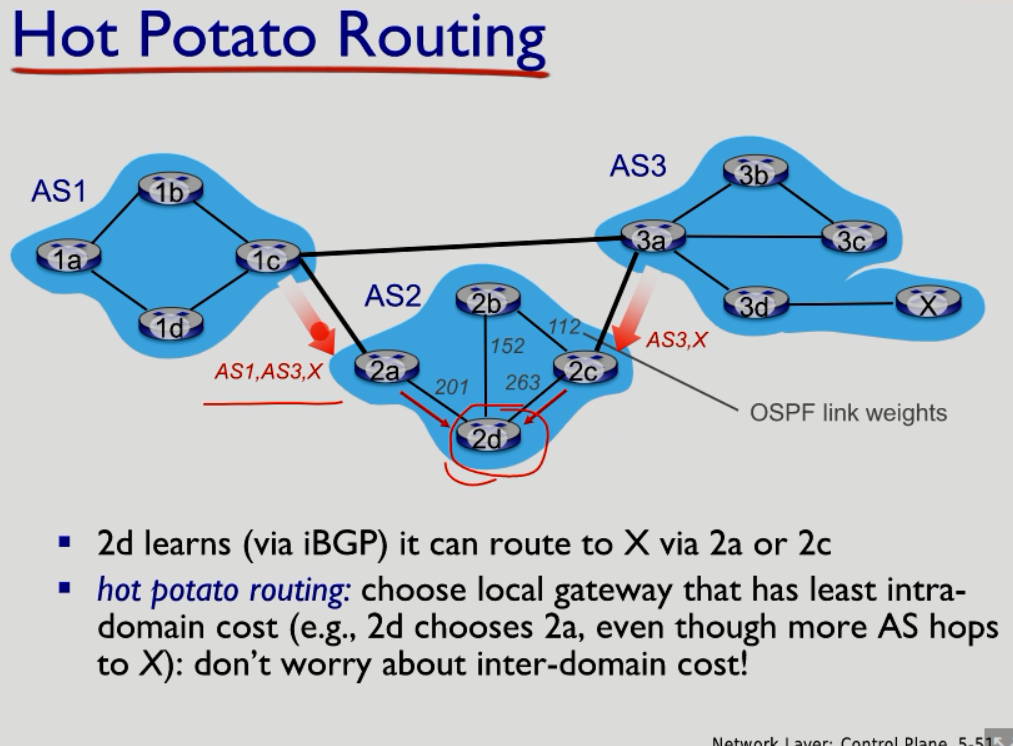 Hot Potato Routing
AS1
1b
1a
1c
1d
AS3
3b
3a
3c
3d
X
AS2
2b
112
152
2a
2c
201
263
2d
AS1,AS3,X
AS3,X
OSPF link weights
2d learns (via iBGP) it can route to X via 2a or 2c
hot potato routing: choose local gateway that has least intra-
domain cost (e.g., 2d chooses 2a, even though more AS hops
to X): don't worry about inter-domain cost!
Network Layer: Control Plane 5-51